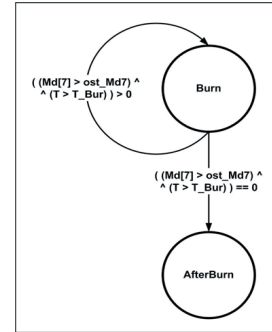 Burn
( (Md[7] > ost_Md7) ^
^ (T > T_Bur) ) > 0
( (Md[7] > ost_Md7) ^
^ (T > T_Bur) ) == 0
AfterBurn